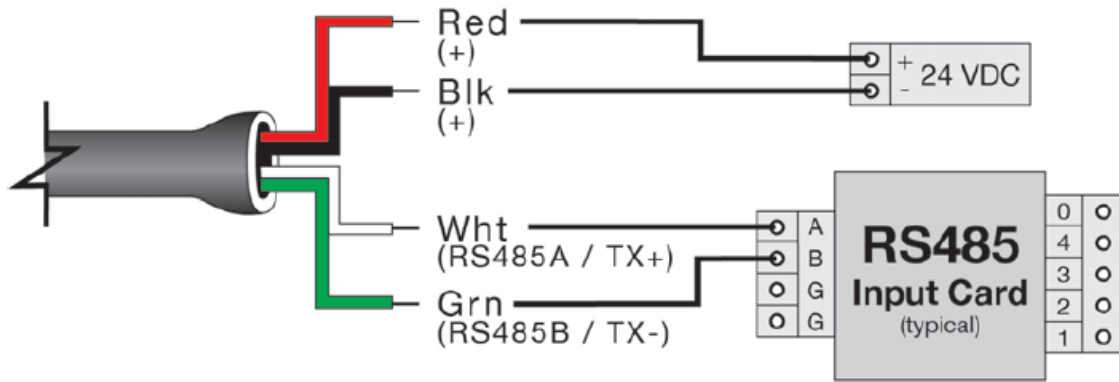 Red
(+)
Blk
(+)
+
-
24 VDC
Wht
(RS485A / TX+)
Grn
(RS485B / TX-)
A
B
G
G
RS485
Input Card
(typical)
0
4
3
2
1